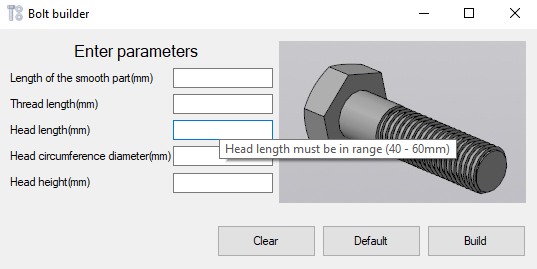 Bolt builder
Enter parameters
Length of the smooth part(mm)
Thread length(mm)
Head length(mm)
Head length must be in range (40 - 60mm)
Head circumference diameter(mm)
Head height(mm)
Clear
Default
Build